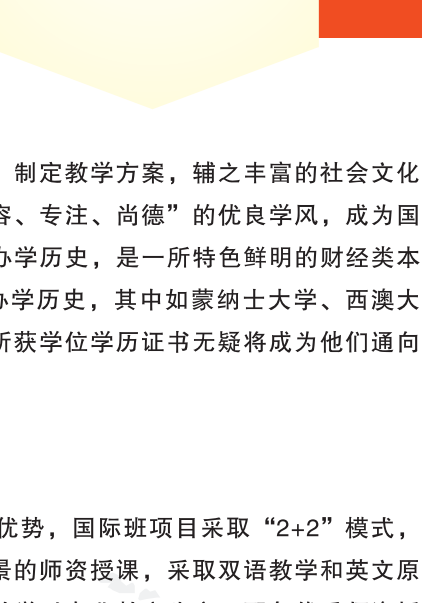 制定教学方案，辅之丰富的社会文化
容、专注、尚德”的优良学风，成为国
办学历史，是一所特色鲜明的财经类本
办学历史，其中如蒙纳士大学、西澳大
所获学位学历证书无疑将成为他们通向
优势，国际班项目采取“2+2”模式，
景的师资授课，采取双语教学和英文原